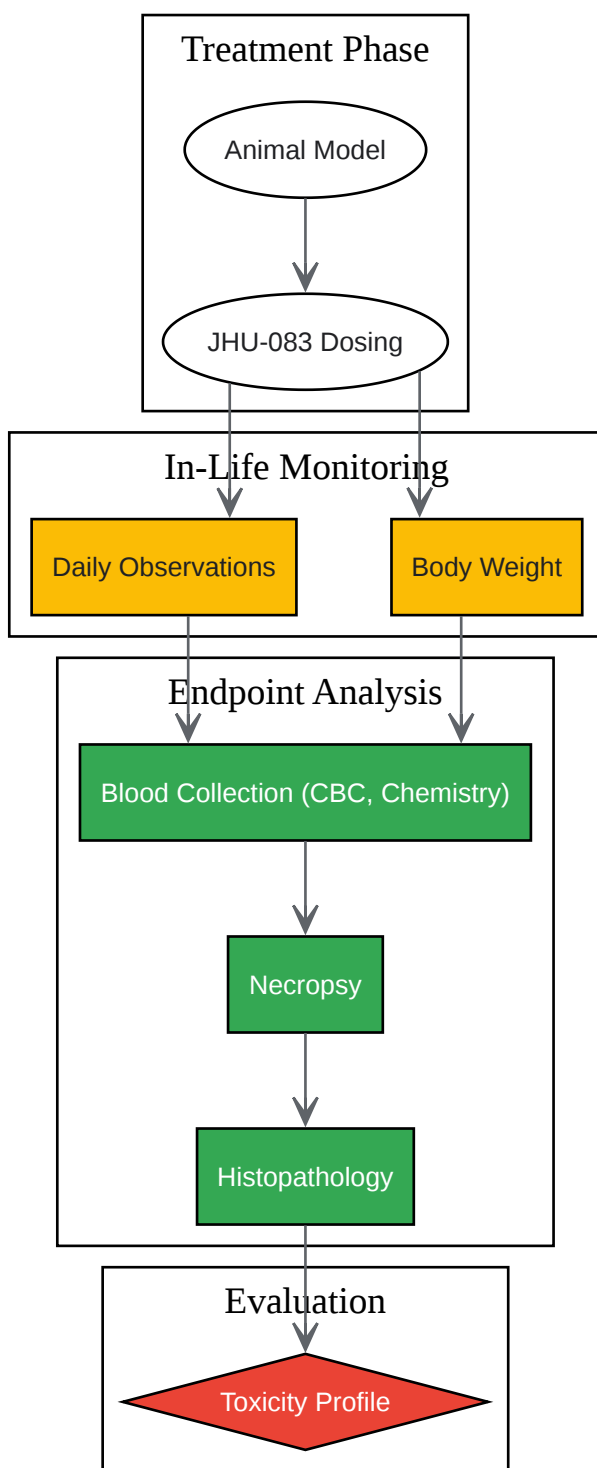 Treatment Phase
Animal Model
JHU-083 Dosing
In-Life Monitoring
Daily Observations
Body Weight
Endpoint Analysis
Blood Collection (CBC, Chemistry)
Necropsy
Histopathology
Evaluation
Toxicity Profile